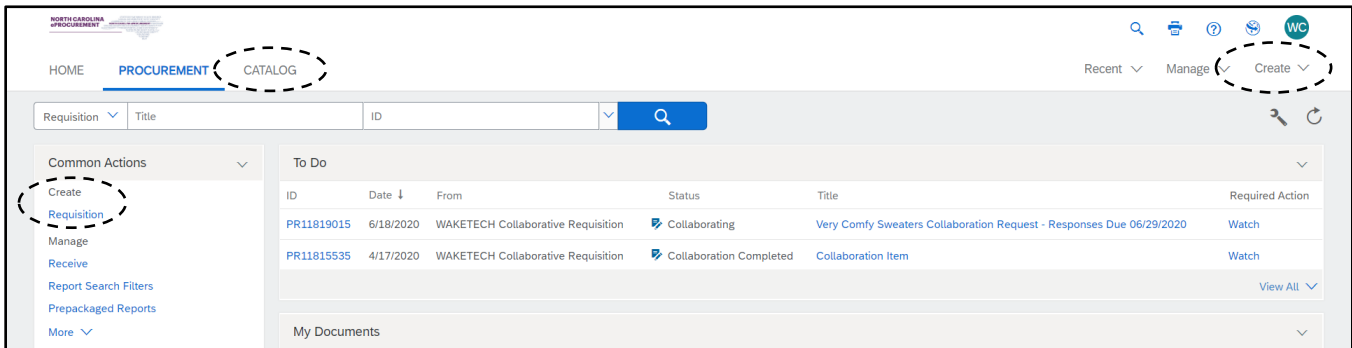 NORTH CAROLINA
ePROCUREMENT
WC
HOME PROCUREMENT CATALOG Recent Manage Create
Requisition Title ID
Common Actions
Create
Requisition
Manage
Receive
Report Search Filters
Prepackaged Reports
More
To Do
ID Date ↓ From Status Title Required Action
PR11819015 6/18/2020 WAKETECH Collaborative Requisition Collaborating Very Comfy Sweaters Collaboration Request - Responses Due 06/29/2020 Watch
PR11815535 4/17/2020 WAKETECH Collaborative Requisition Collaboration Completed Collaboration Item Watch
View All
My Documents